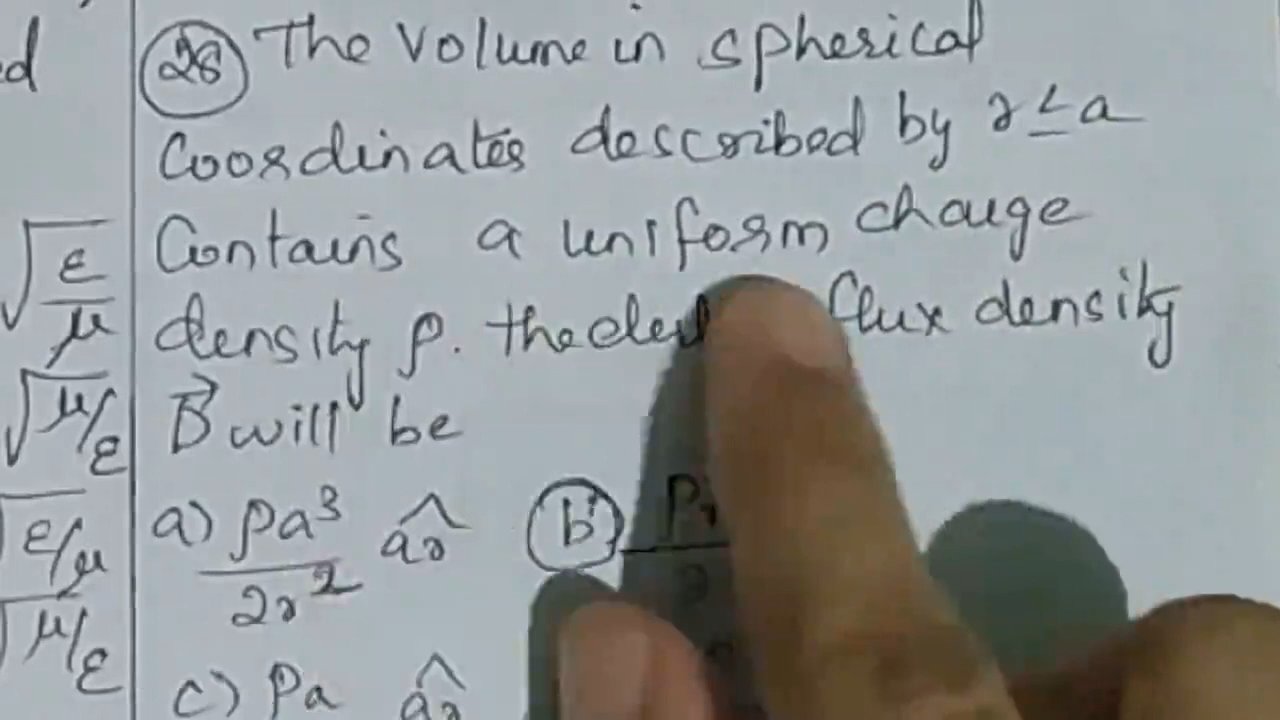 ed
√ε/μ
√μ/ε
√ε/μ
√μ/ε
28 The Volume in spherical
Coordinates described by r ≤ a
Contains a uniform charge
density ρ. the flux density
D⃗ will be
a) ρa³/2r² âr
b)
c) ρa âr